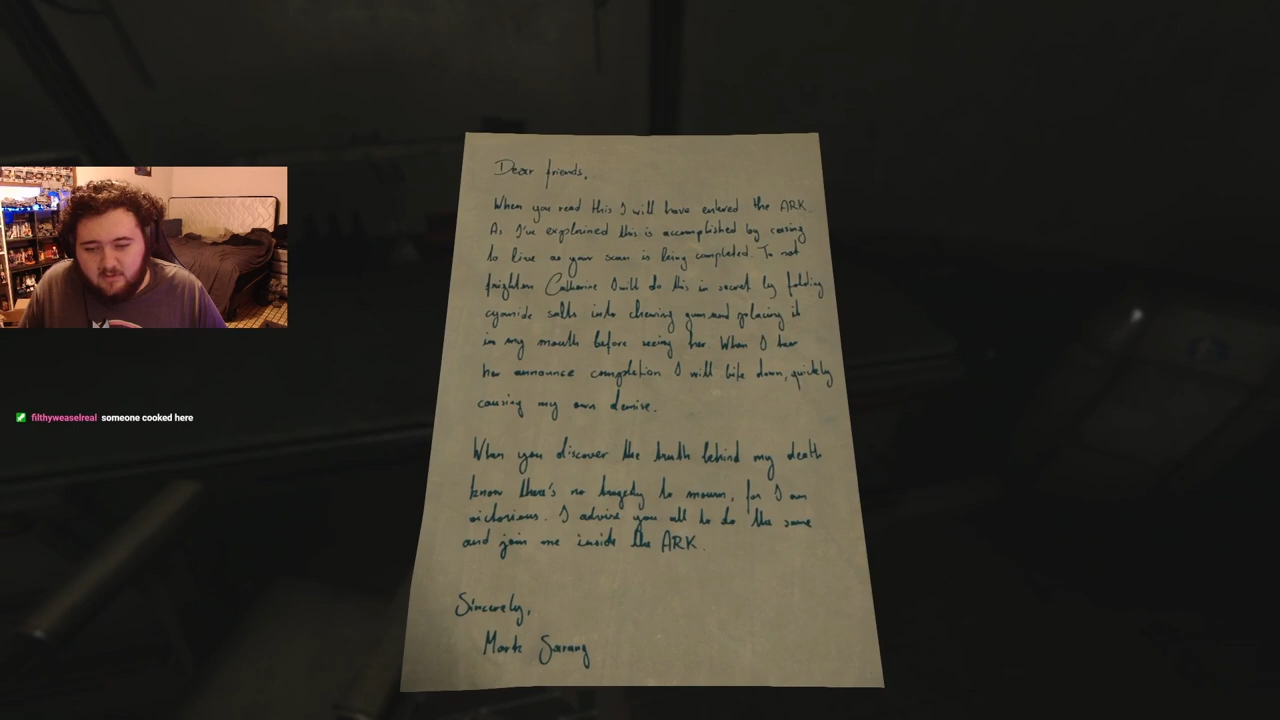 filthyweaselreal someone cooked here
Dear friends,
When you read this I will have entered the ARK.
As I've explained this is accomplished by ceasing
to live as your scan is being completed. To not
frighten Catherine I will do this in secret by folding
cyanide salts into chewing gum and placing it
in my mouth before seeing her. When I hear
her announce completion I will bite down, quickly
causing my own demise.
When you discover the truth behind my death
know there's no tragedy to mourn, for I am
victorious. I advise you all to do the same
and join me inside the ARK.
Sincerely,
Mark Sarang